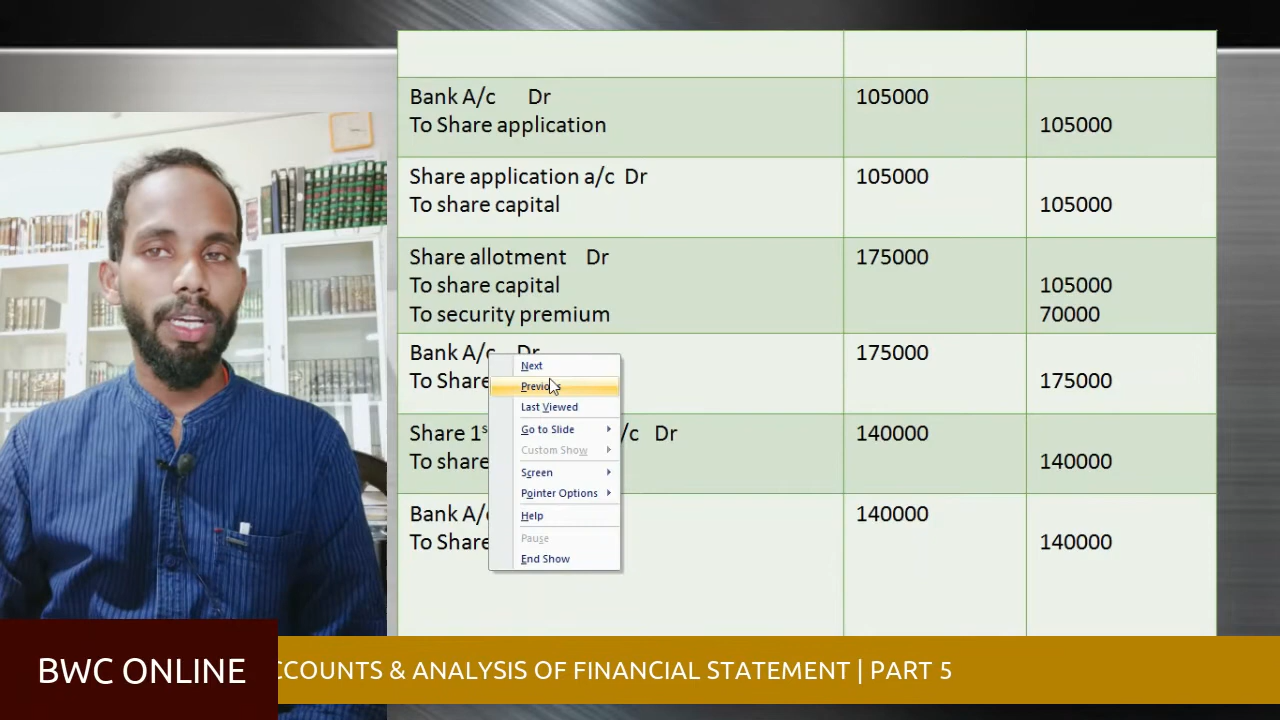 Bank A/c Dr 105000
To Share application 105000
Share application a/c Dr 105000
To share capital 105000
Share allotment Dr 175000
To share capital 105000
To security premium 70000
Bank A/c Dr 175000
To Share 175000
Share 1s /c Dr 140000
To share 140000
Bank A/ 140000
To Share 140000
Next
Previous
Last Viewed
Go to Slide
Custom Show
Screen
Pointer Options
Help
Pause
End Show
BWC ONLINE
CCOUNTS & ANALYSIS OF FINANCIAL STATEMENT | PART 5